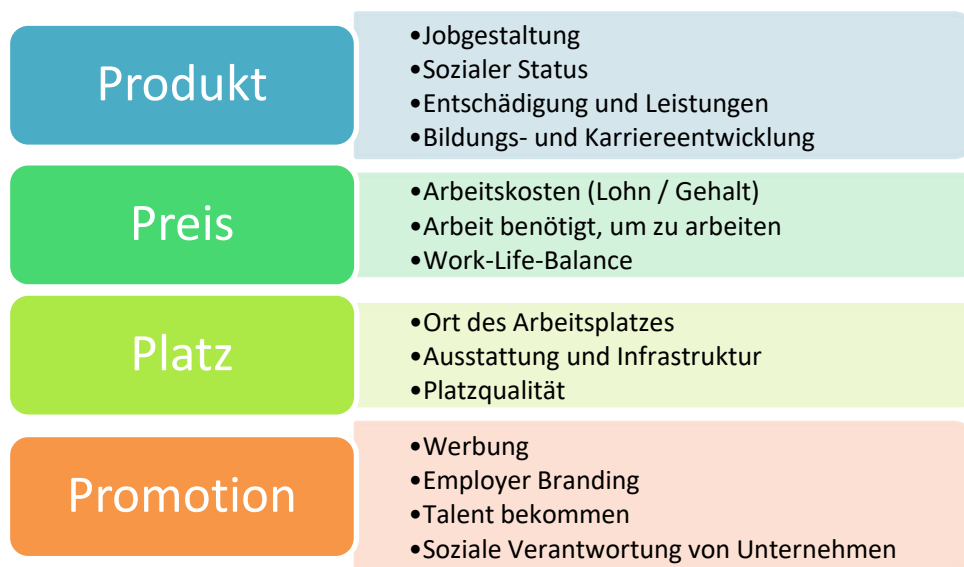 Produkt
•Jobgestaltung
•Sozialer Status
•Entschädigung und Leistungen
•Bildungs- und Karriereentwicklung
Preis
•Arbeitskosten (Lohn / Gehalt)
•Arbeit benötigt, um zu arbeiten
•Work-Life-Balance
Platz
•Ort des Arbeitsplatzes
•Ausstattung und Infrastruktur
•Platzqualität
Promotion
•Werbung
•Employer Branding
•Talent bekommen
•Soziale Verantwortung von Unternehmen